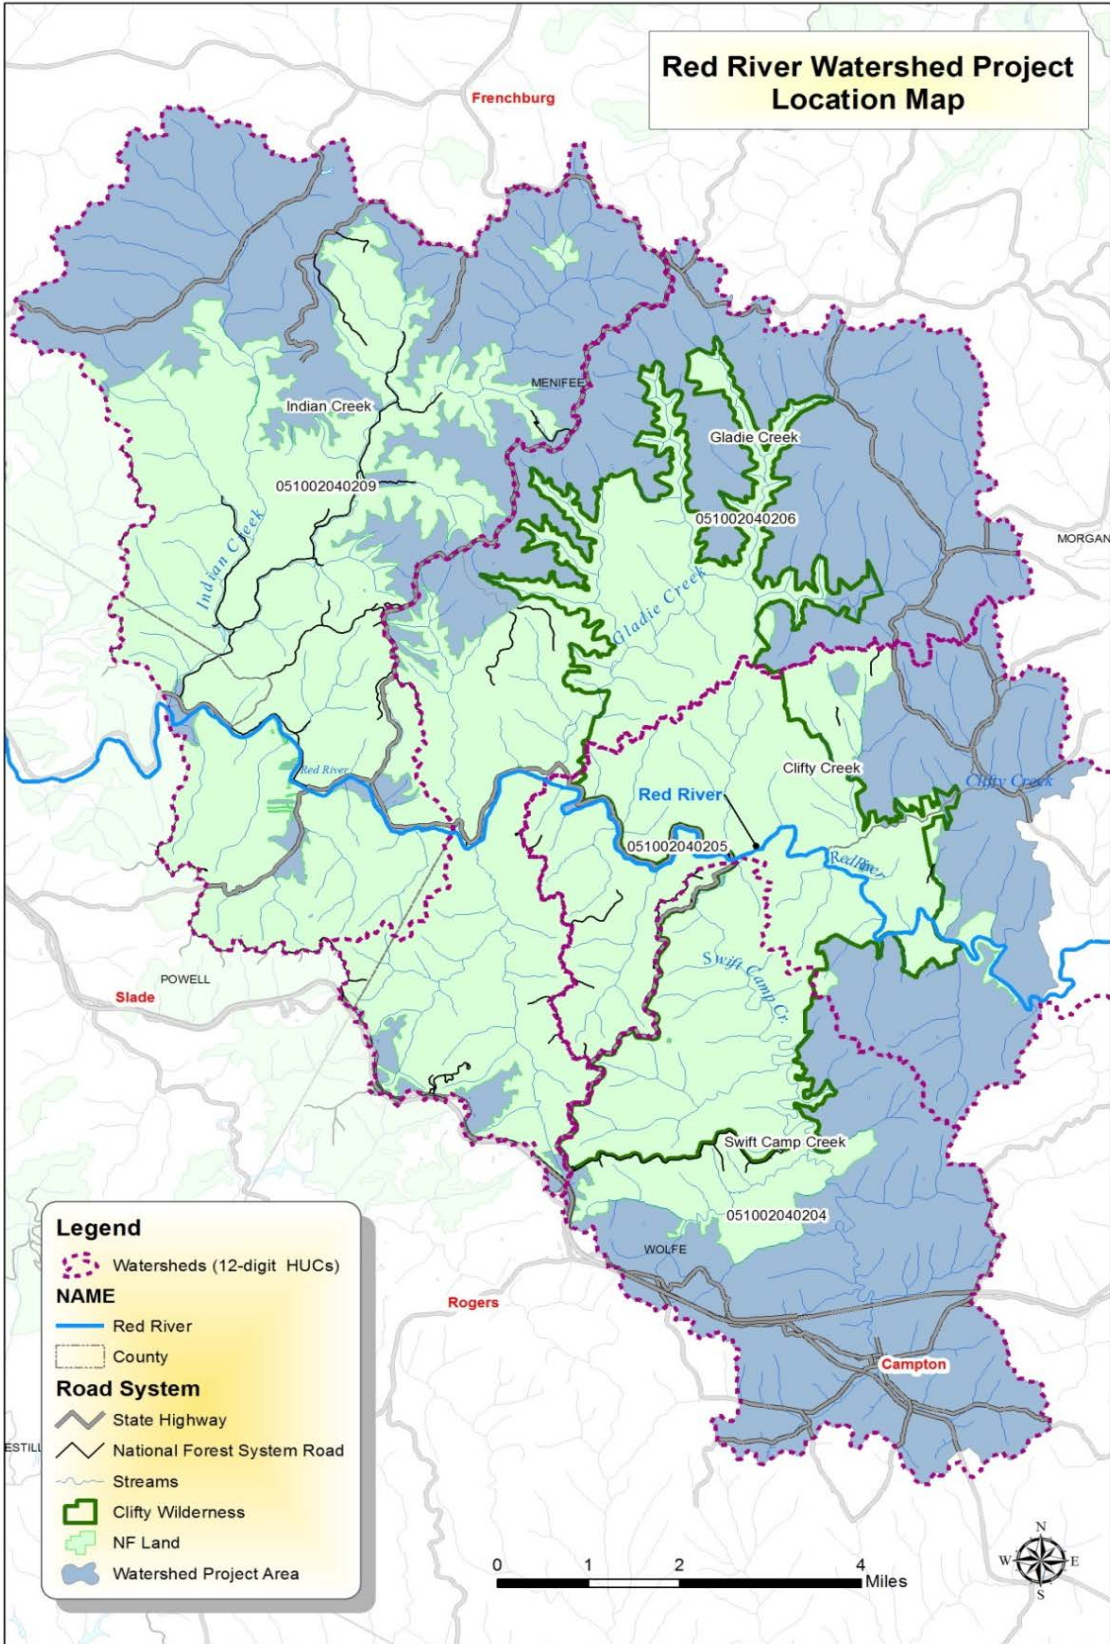 Red River Watershed Project
Location Map
Frenchburg
MENIFEE
Indian Creek
Gladie Creek
051002040209
051002040206
Indian Creek
MORGAN
Gladie Creek
Clifty Creek
Clifty Creek
Red River
Red River
051002040205
Red River
Swift Camp Cr.
POWELL
Slade
Swift Camp Creek
051002040204
WOLFE
Rogers
Campton
ESTILL
Legend
Watersheds (12-digit HUCs)
NAME
Red River
County
Road System
State Highway
National Forest System Road
Streams
Clifty Wilderness
NF Land
Watershed Project Area
0 1 2 4
Miles
N
W E
S